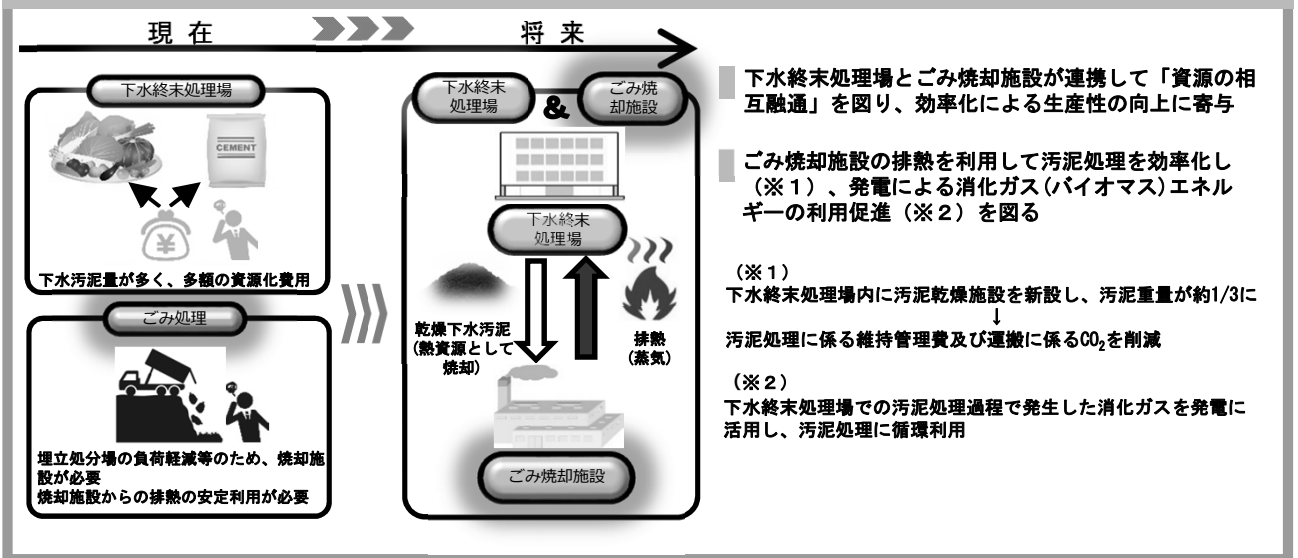 現 在
将 来
下水終末処理場
CEMENT
¥
下水汚泥量が多く、多額の資源化費用
ごみ処理
埋立処分場の負荷軽減等のため、焼却施
設が必要
焼却施設からの排熱の安定利用が必要
下水終末
処理場
&
ごみ焼
却施設
下水終末
処理場
乾燥下水汚泥
(熱資源として
焼却)
排熱
(蒸気)
ごみ焼却施設
下水終末処理場とごみ焼却施設が連携して「資源の相
互融通」を図り、効率化による生産性の向上に寄与
ごみ焼却施設の排熱を利用して汚泥処理を効率化し
(※1)、発電による消化ガス(バイオマス)エネル
ギーの利用促進(※2)を図る
(※1)
下水終末処理場内に汚泥乾燥施設を新設し、汚泥重量が約1/3に
↓
汚泥処理に係る維持管理費及び運搬に係るCO₂を削減
(※2)
下水終末処理場での汚泥処理過程で発生した消化ガスを発電に
活用し、汚泥処理に循環利用